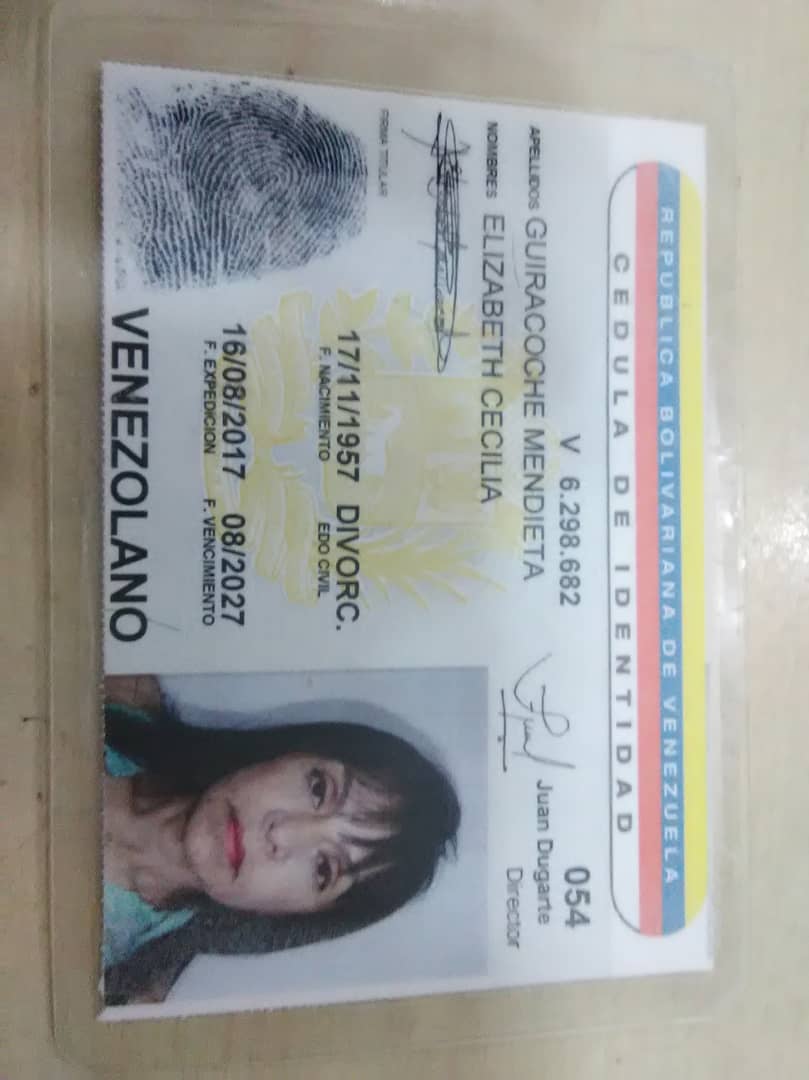 REPUBLICA BOLIVARIANA DE VENEZUELA
CEDULA DE IDENTIDAD
V 6.298.682
054
APELLIDOS GUIRACOCHE MENDIETA
Juan Dugarte
Director
NOMBRES ELIZABETH CECILIA
FIRMA TITULAR
17/11/1957 DIVORC.
F. NACIMIENTO EDO CIVIL
16/08/2017 08/2027
F. EXPEDICION F. VENCIMIENTO
VENEZOLANO